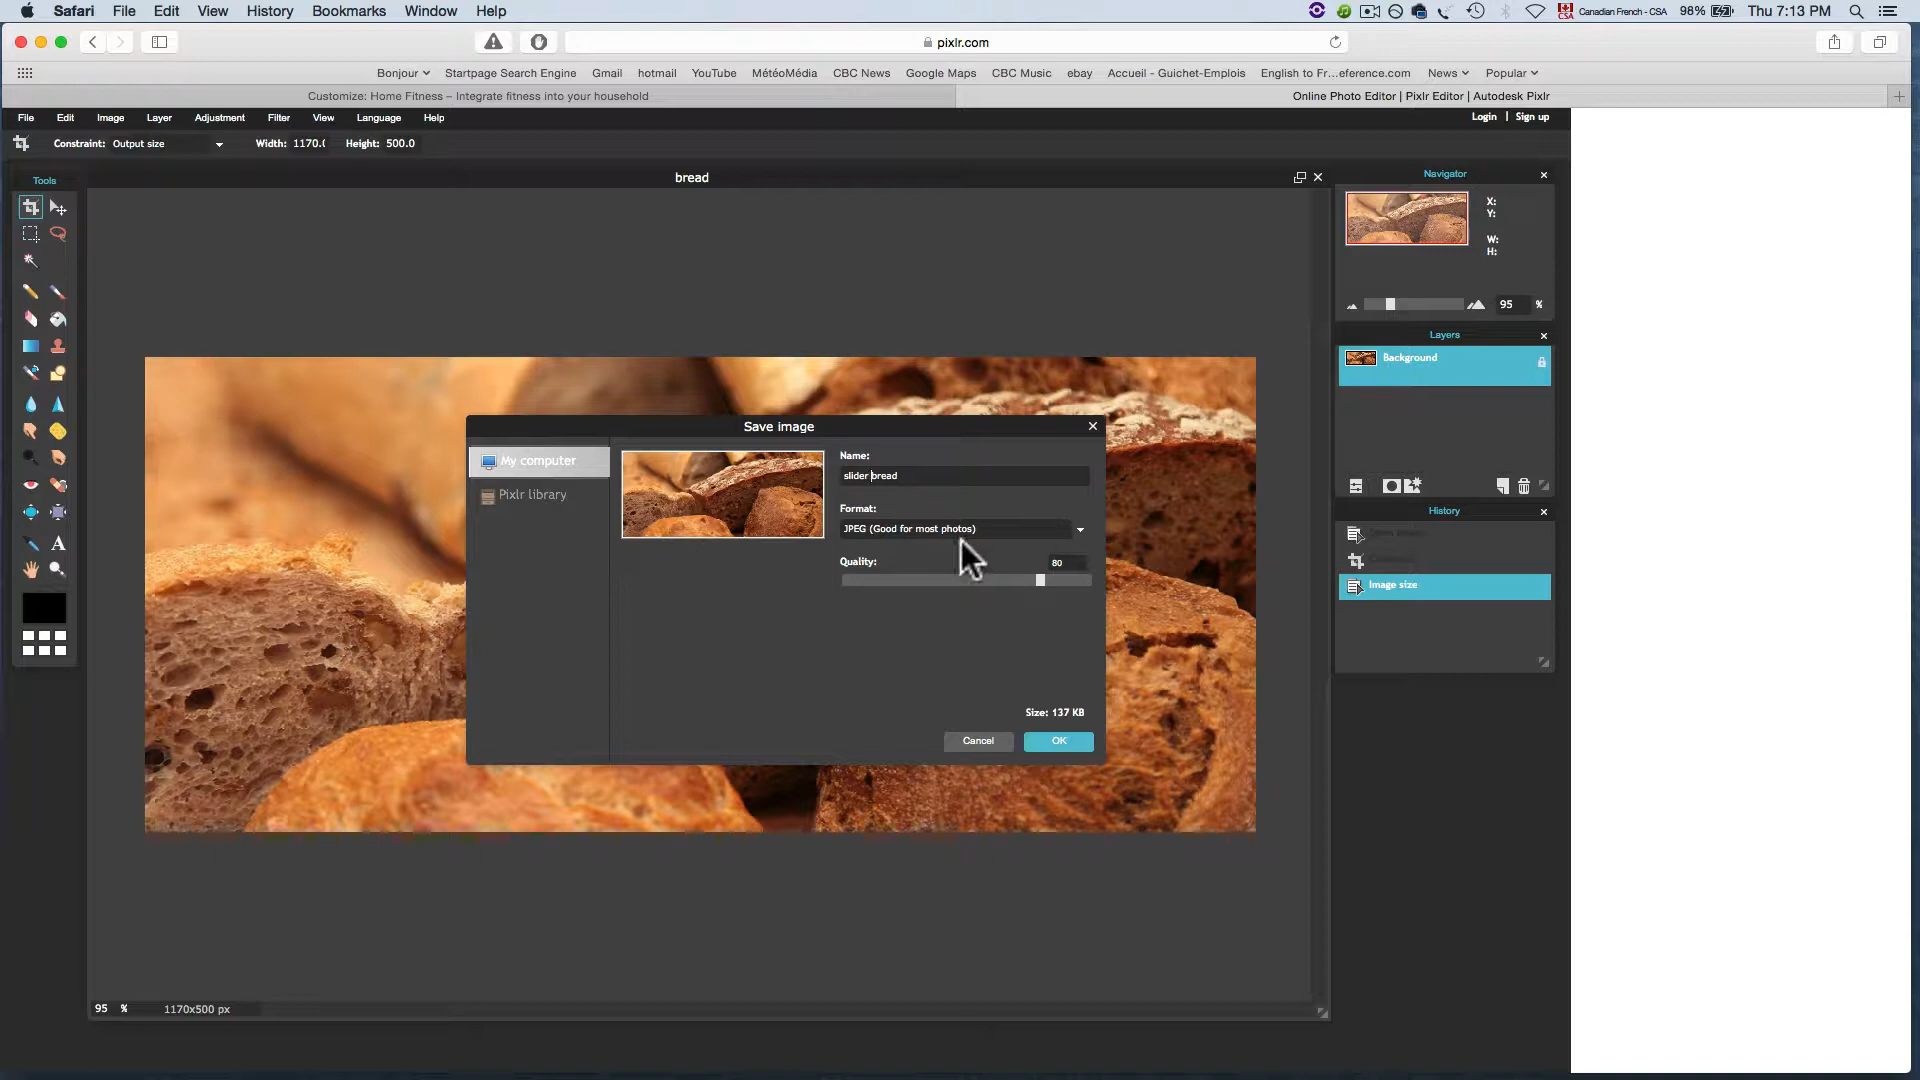 Safari File Edit View History Bookmarks Window Help
CSA Canadian French - CSA 98% Thu 7:13 PM
pixlr.com
Bonjour Startpage Search Engine Gmail hotmail YouTube MétéoMédia CBC News Google Maps CBC Music ebay Accueil - Guichet-Emplois English to Fr...eference.com News Popular
Customize: Home Fitness – Integrate fitness into your household
Online Photo Editor | Pixlr Editor | Autodesk Pixlr
File Edit Image Layer Adjustment Filter View Language Help
Login | Sign up
Constraint: Output size Width: 1170.( Height: 500.0
Tools
bread
Navigator
X:
Y:
W:
H:
95 %
Layers
Background
History
Image size
Save image
My computer
Pixlr library
Name:
slider bread
Format:
JPEG (Good for most photos)
Quality: 80
Size: 137 KB
Cancel OK
A
95 % 1170x500 px